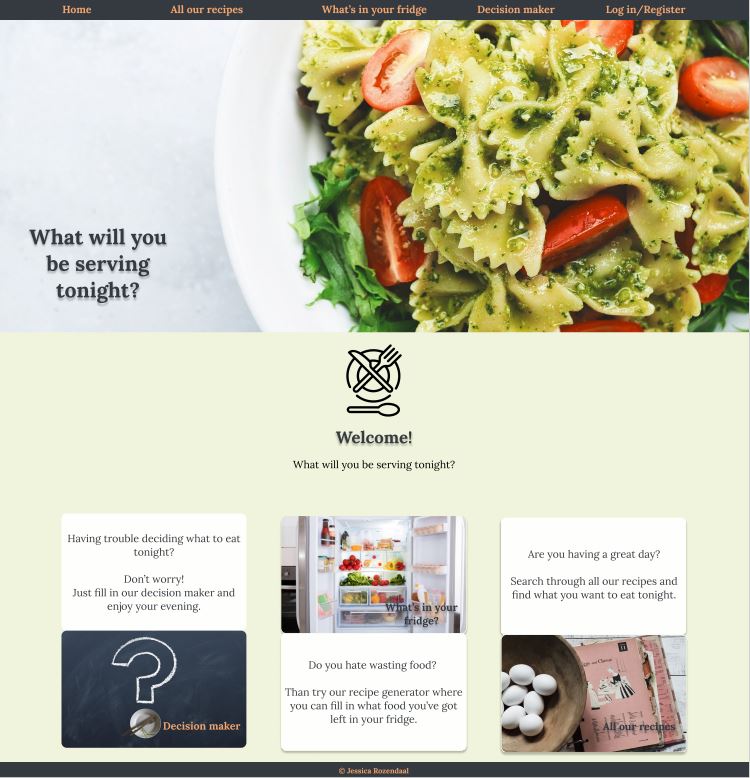 Home
All our recipes
What's in your fridge
Decision maker
Log in/Register
What will you
be serving
tonight?
Welcome!
What will you be serving tonight?
Having trouble deciding what to eat
tonight?
Don't worry!
Just fill in our decision maker and
enjoy your evening.
?
Decision maker
What's in your
fridge?
Do you hate wasting food?
Than try our recipe generator where
you can fill in what food you've got
left in your fridge.
Are you having a great day?
Search through all our recipes and
find what you want to eat tonight.
All our recipes
© Jessica Rozendaal